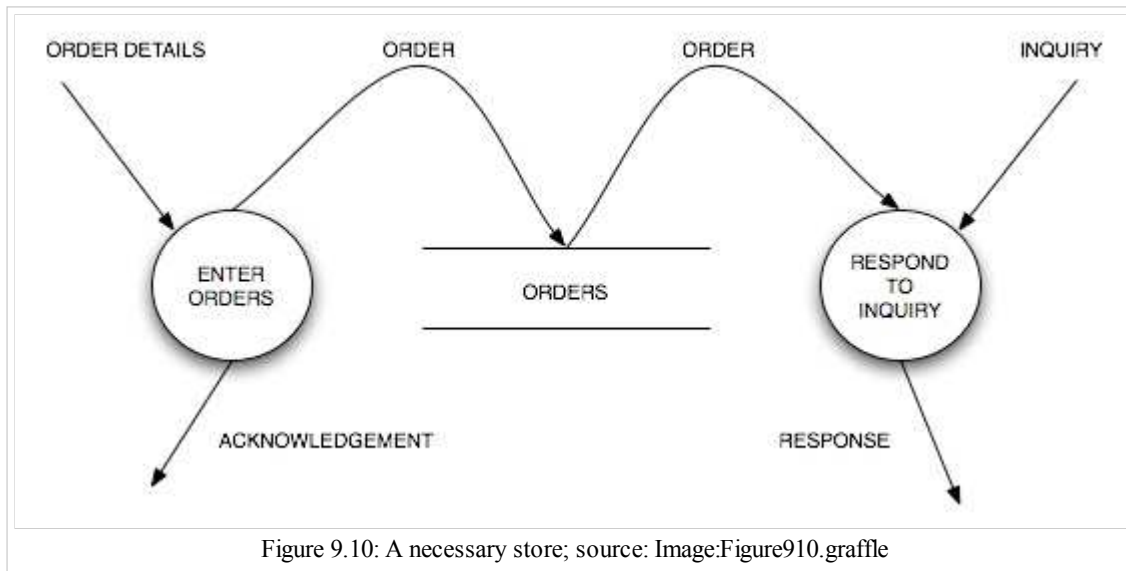 ORDER DETAILS
ORDER
ORDER
INQUIRY
ENTER
ORDERS
ORDERS
RESPOND
TO
INQUIRY
ACKNOWLEDGEMENT
RESPONSE
Figure 9.10: A necessary store; source: Image:Figure910.graffle